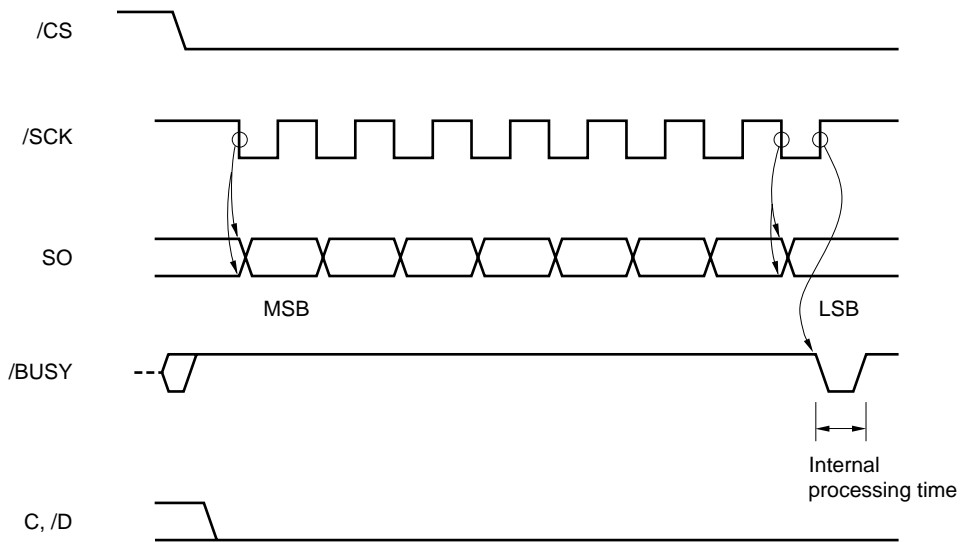 /CS
/SCK
SO
MSB
LSB
/BUSY
Internal
processing time
C, /D